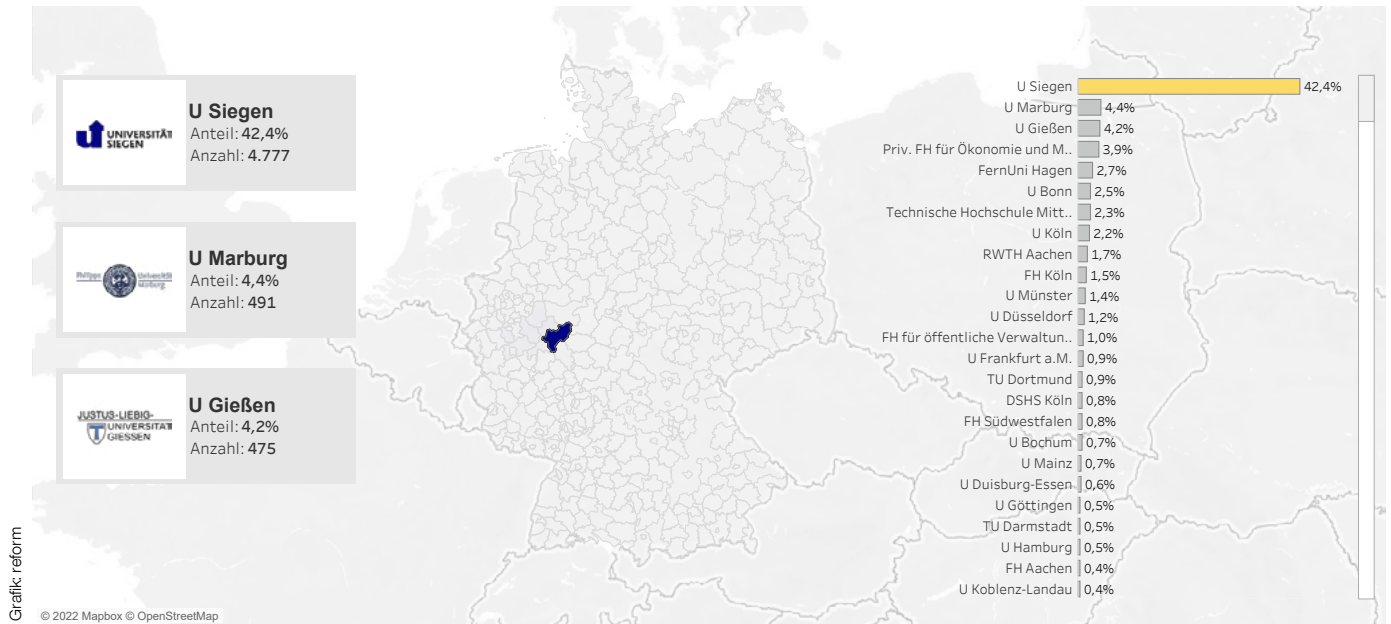 UNIVERSITÄT
SIEGEN
U Siegen
Anteil: 42,4%
Anzahl: 4.777
Philipps Universität
Marburg
U Marburg
Anteil: 4,4%
Anzahl: 491
JUSTUS-LIEBIG-
UNIVERSITÄT
GIESSEN
U Gießen
Anteil: 4,2%
Anzahl: 475
U Siegen 42,4%
U Marburg 4,4%
U Gießen 4,2%
Priv. FH für Ökonomie und M.. 3,9%
FernUni Hagen 2,7%
U Bonn 2,5%
Technische Hochschule Mitt.. 2,3%
U Köln 2,2%
RWTH Aachen 1,7%
FH Köln 1,5%
U Münster 1,4%
U Düsseldorf 1,2%
FH für öffentliche Verwaltun.. 1,0%
U Frankfurt a.M. 0,9%
TU Dortmund 0,9%
DSHS Köln 0,8%
FH Südwestfalen 0,8%
U Bochum 0,7%
U Mainz 0,7%
U Duisburg-Essen 0,6%
U Göttingen 0,5%
TU Darmstadt 0,5%
U Hamburg 0,5%
FH Aachen 0,4%
U Koblenz-Landau 0,4%
Grafik: reform
© 2022 Mapbox © OpenStreetMap